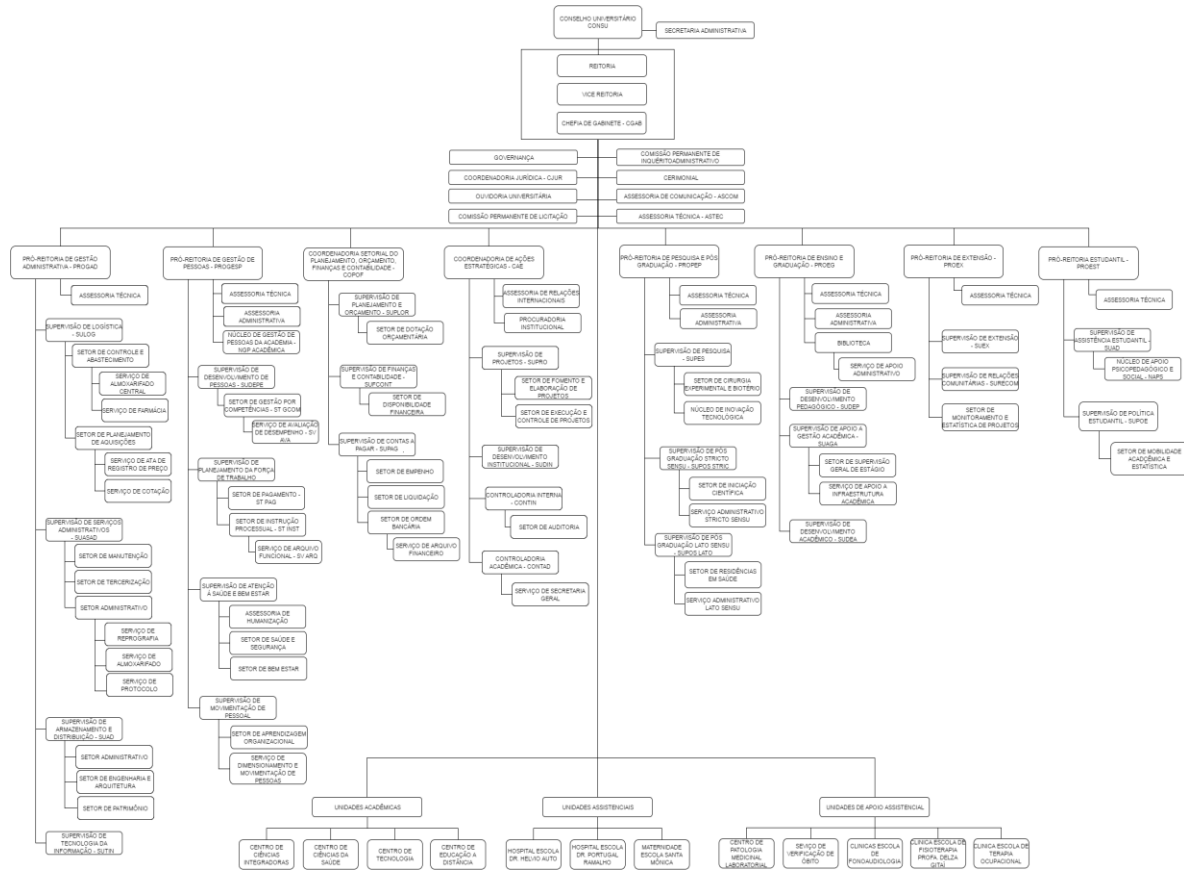 CONSELHO UNIVERSITÁRIO
CONSU
SECRETARIA ADMINISTRATIVA
REITORIA
VICE REITORIA
CHEFIA DE GABINETE - CGAB
GOVERNANÇA
COMISSÃO PERMANENTE DE
INQUÉRITOADMINISTRATIVO
COORDENADORIA JURÍDICA - CJUR
CERIMONIAL
OUVIDORIA UNIVERSITÁRIA
ASSESSORIA DE COMUNICAÇÃO - ASCOM
COMISSÃO PERMANENTE DE LICITAÇÃO
ASSESSORIA TÉCNICA - ASTEC
PRÓ-REITORIA DE GESTÃO
ADMINISTRATIVA - PROGAD
ASSESSORIA TÉCNICA
SUPERVISÃO DE LOGÍSTICA -
SULOG
SETOR DE CONTROLE E
ABASTECIMENTO
SERVIÇO DE
ALMOXARIFADO
CENTRAL
SERVIÇO DE FARMÁCIA
SETOR DE PLANEJAMENTO
DE AQUISIÇÕES
SERVIÇO DE ATA DE
REGISTRO DE PREÇO
SERVIÇO DE COTAÇÃO
SUPERVISÃO DE SERVIÇOS
ADMINISTRATIVOS -
SUASAD
SETOR DE MANUTENÇÃO
SETOR DE TERCERIZAÇÃO
SETOR ADMINISTRATIVO
SERVIÇO DE
REPROGRAFIA
SERVIÇO DE
ALMOXARIFADO
SERVIÇO DE
PROTOCOLO
SUPERVISÃO DE
ARMAZENAMENTO E
DISTRIBUIÇÃO - SUAD
SETOR ADMINISTRATIVO
SETOR DE ENGENHARIA E
ARQUITETURA
SETOR DE PATRIMÔNIO
SUPERVISÃO DE
TECNOLOGIA DA
INFORMAÇÃO - SUTIN
PRÓ-REITORIA DE GESTÃO DE
PESSOAS - PROGESP
ASSESSORIA TÉCNICA
ASSESSORIA
ADMINISTRATIVA
NÚCLEO DE GESTÃO DE
PESSOAS DA ACADEMIA -
NGP ACADÊMICA
SUPERVISÃO DE
DESENVOLVIMENTO DE
PESSOAS - SUDEPE
SETOR DE GESTÃO POR
COMPETÊNCIAS - ST GCOM
SERVIÇO DE AVALIAÇÃO
DE DESEMPENHO - SV
AVA
SUPERVISÃO DE
PLANEJAMENTO DA FORÇA
DE TRABALHO
SETOR DE PAGAMENTO -
ST PAG
SETOR DE INSTRUÇÃO
PROCESSUAL - ST INST
SERVIÇO DE ARQUIVO
FUNCIONAL - SV ARQ
SUPERVISÃO DE ATENÇÃO
À SAÚDE E BEM ESTAR
ASSESSORIA DE
HUMANIZAÇÃO
SETOR DE SAÚDE E
SEGURANÇA
SETOR DE BEM ESTAR
SUPERVISÃO DE
MOVIMENTAÇÃO DE
PESSOAL
SETOR DE APRENDIZAGEM
ORGANIZACIONAL
SERVIÇO DE
DIMENSIONAMENTO E
MOVIMENTAÇÃO DE
PESSOAS
COORDENADORIA SETORIAL DO
PLANEJAMENTO, ORÇAMENTO,
FINANÇAS E CONTABILIDADE -
COPOF
SUPERVISÃO DE
PLANEJAMENTO E
ORÇAMENTO - SUPLOR
SETOR DE DOTAÇÃO
ORÇAMENTÁRIA
SUPERVISÃO DE FINANÇAS
E CONTABILIDADE -
SUFCONT
SETOR DE
DISPONIBILIDADE
FINANCEIRA
SUPERVISÃO DE CONTAS A
PAGAR - SUPAG
SETOR DE EMPENHO
SETOR DE LIQUIDAÇÃO
SETOR DE ORDEM
BANCÁRIA
SERVIÇO DE ARQUIVO
FINANCEIRO
COORDENADORIA DE AÇÕES
ESTRATÉGICAS - CAE
ASSESSORIA DE RELAÇÕES
INTERNACIONAIS
PROCURADORIA
INSTITUCIONAL
SUPERVISÃO DE
PROJETOS - SUPRO
SETOR DE FOMENTO E
ELABORAÇÃO DE
PROJETOS
SETOR DE EXECUÇÃO E
CONTROLE DE PROJETOS
SUPERVISÃO DE
DESENVOLVIMENTO
INSTITUCIONAL - SUDIN
CONTROLADORIA INTERNA
- CONTIN
SETOR DE AUDITORIA
CONTROLADORIA
ACADÊMICA - CONTAD
SERVIÇO DE SECRETARIA
GERAL
PRÓ-REITORIA DE PESQUISA E PÓS
GRADUAÇÃO - PROPEP
ASSESSORIA TÉCNICA
ASSESSORIA
ADMINISTRATIVA
SUPERVISÃO DE PESQUISA
- SUPES
SETOR DE CIRURGIA
EXPERIMENTAL E BIOTÉRIO
NÚCLEO DE INOVAÇÃO
TECNOLÓGICA
SUPERVISÃO DE PÓS
GRADUAÇÃO STRICTO
SENSU - SUPOS STRIC
SETOR DE INICIAÇÃO
CIENTÍFICA
SERVIÇO ADMINISTRATIVO
STRICTO SENSU
SUPERVISÃO DE PÓS
GRADUAÇÃO LATO SENSU
- SUPOS LATO
SETOR DE RESIDÊNCIAS
EM SAÚDE
SERVIÇO ADMINISTRATIVO
LATO SENSU
PRÓ-REITORIA DE ENSINO E
GRADUAÇÃO - PROEG
ASSESSORIA TÉCNICA
ASSESSORIA
ADMINISTRATIVA
BIBLIOTECA
SERVIÇO DE APOIO
ADMINISTRATIVO
SUPERVISÃO DE
DESENVOLVIMENTO
PEDAGÓGICO - SUDEP
SUPERVISÃO DE APOIO A
GESTÃO ACADÊMICA -
SUAGA
SETOR DE SUPERVISÃO
GERAL DE ESTÁGIO
SERVIÇO DE APOIO A
INFRAESTRUTURA
ACADÊMICA
SUPERVISÃO DE
DESENVOLVIMENTO
ACADÊMICO - SUDEA
PRÓ-REITORIA DE EXTENSÃO -
PROEX
ASSESSORIA TÉCNICA
SUPERVISÃO DE EXTENSÃO
- SUEX
SUPERVISÃO DE RELAÇÕES
COMUNITÁRIAS - SURECOM
SETOR DE
MONITORAMENTO E
ESTATÍSTICA DE PROJETOS
PRÓ-REITORIA ESTUDANTIL -
PROEST
ASSESSORIA TÉCNICA
SUPERVISÃO DE
ASSISTÊNCIA ESTUDANTIL -
SUAD
NÚCLEO DE APOIO
PSICOPEDAGÓGICO E
SOCIAL - NAPS
SUPERVISÃO DE POLÍTICA
ESTUDANTIL - SUPOE
SETOR DE MOBILIDADE
ACADÇÊMICA E
ESTATÍSTICA
UNIDADES ACADÊMICAS
CENTRO DE
CIÊNCIAS
INTEGRADORAS
CENTRO DE
CIÊNCIAS DA
SAÚDE
CENTRO DE
TECNOLOGIA
CENTRO DE
EDUCAÇÃO A
DISTÂNCIA
UNIDADES ASSISTENCIAIS
HOSPITAL ESCOLA
DR. HELVIO AUTO
HOSPITAL ESCOLA
DR. PORTUGAL
RAMALHO
MATERNIDADE
ESCOLA SANTA
MÔNICA
UNIDADES DE APOIO ASSISTENCIAL
CENTRO DE
PATOLOGIA
MEDICINAL
LABORATORIAL
SEVIÇO DE
VERIFICAÇÃO DE
ÓBITO
CLINICAS ESCOLA
DE
FONOAUDIOLOGIA
CLINICA ESCOLA DE
FISIOTERAPIA
PROFA. DELZA
GITAÍ
CLINICA ESCOLA DE
TERAPIA
OCUPACIONAL